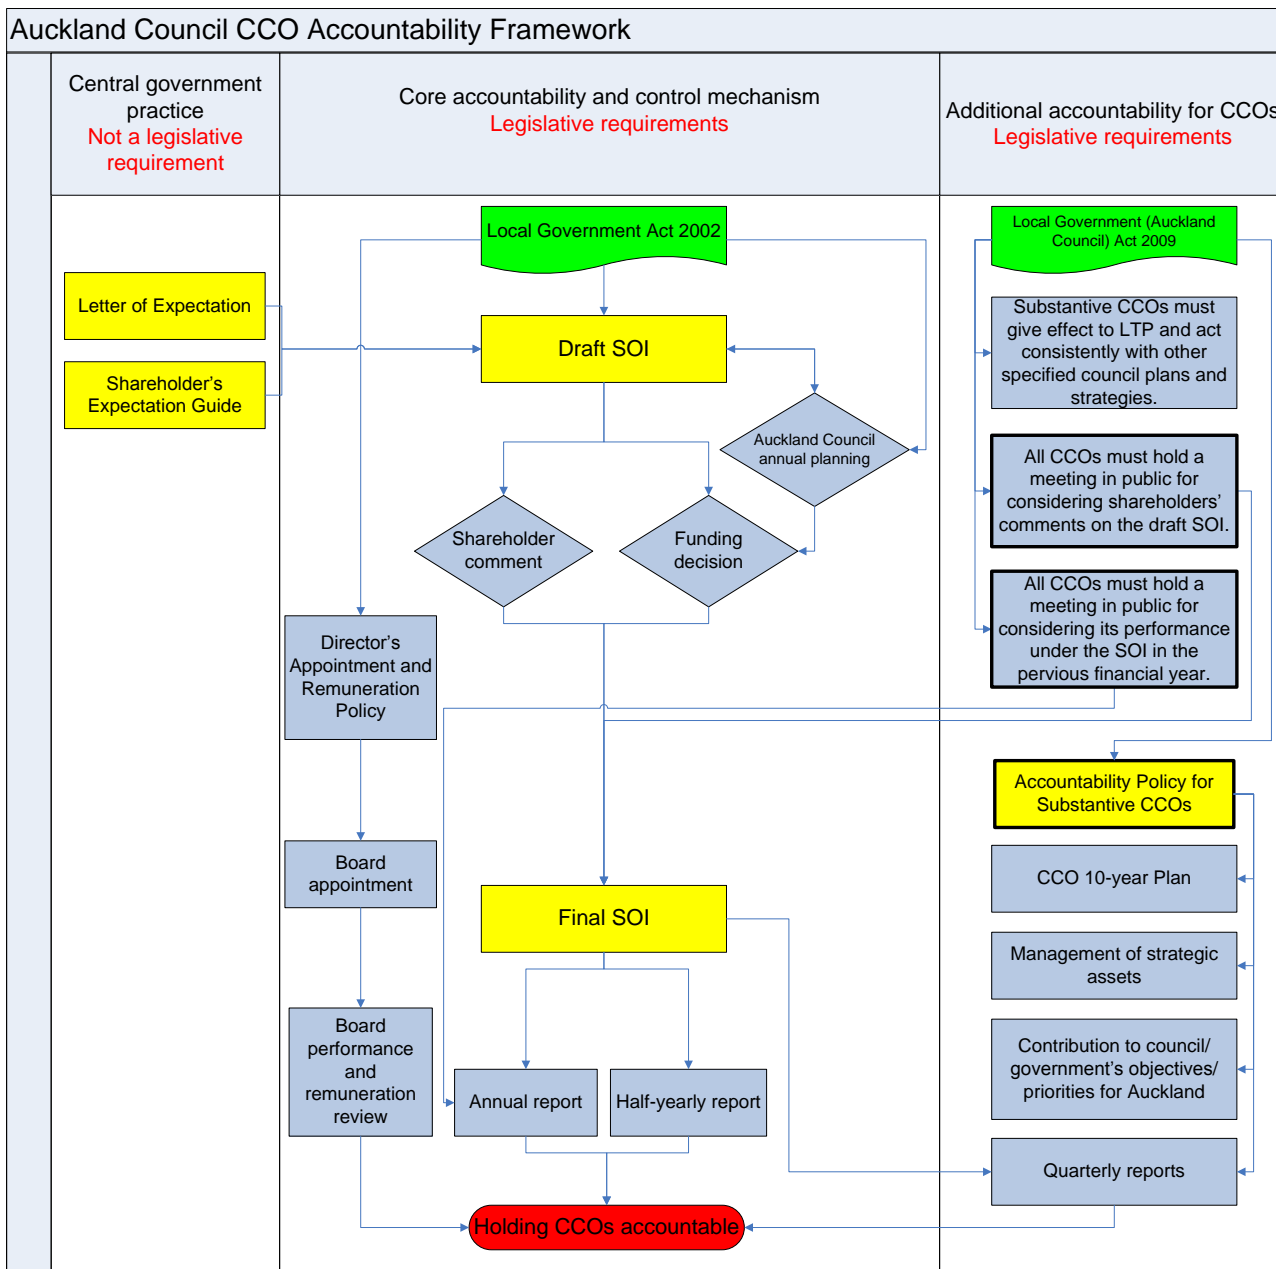 Auckland Council CCO Accountability Framework
Central government
practice
Not a legislative
requirement
Core accountability and control mechanism
Legislative requirements
Additional accountability for CCOs
Legislative requirements
Letter of Expectation
Shareholder's
Expectation Guide
Local Government Act 2002
Draft SOI
Auckland Council
annual planning
Shareholder
comment
Funding
decision
Director's
Appointment and
Remuneration
Policy
Board
appointment
Final SOI
Board
performance
and
remuneration
review
Annual report
Half-yearly report
Holding CCOs accountable
Local Government (Auckland
Council) Act 2009
Substantive CCOs must
give effect to LTP and act
consistently with other
specified council plans and
strategies.
All CCOs must hold a
meeting in public for
considering shareholders'
comments on the draft SOI.
All CCOs must hold a
meeting in public for
considering its performance
under the SOI in the
pervious financial year.
Accountability Policy for
Substantive CCOs
CCO 10-year Plan
Management of strategic
assets
Contribution to council/
government's objectives/
priorities for Auckland
Quarterly reports